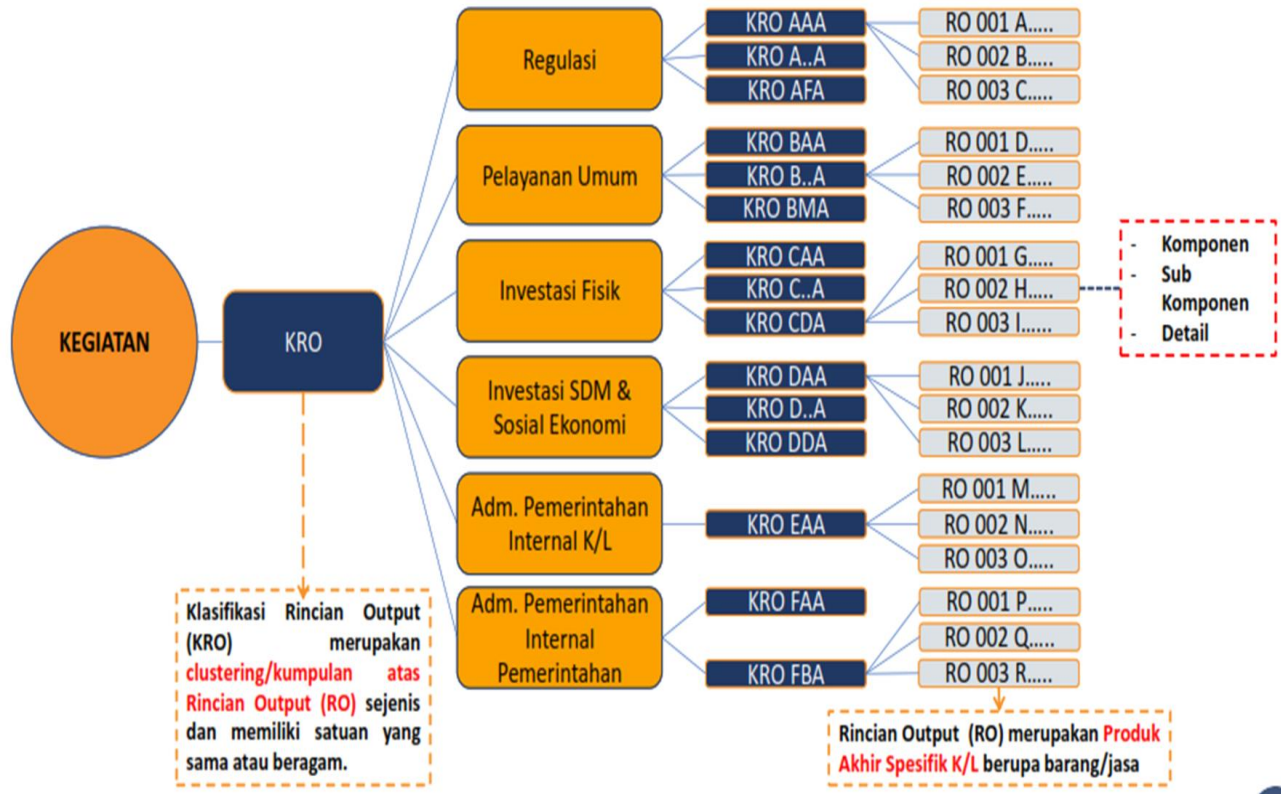 KEGIATAN
KRO
Klasifikasi Rincian Output
(KRO) merupakan
clustering/kumpulan atas
Rincian Output (RO) sejenis
dan memiliki satuan yang
sama atau beragam.
Regulasi
KRO AAA
KRO A..A
KRO AFA
RO 001 A.....
RO 002 B.....
RO 003 C.....
Pelayanan Umum
KRO BAA
KRO B..A
KRO BMA
RO 001 D.....
RO 002 E.....
RO 003 F.....
Investasi Fisik
KRO CAA
KRO C..A
KRO CDA
RO 001 G.....
RO 002 H.....
RO 003 I......
- Komponen
- Sub
Komponen
- Detail
Investasi SDM &
Sosial Ekonomi
KRO DAA
KRO D..A
KRO DDA
RO 001 J.....
RO 002 K.....
RO 003 L.....
Adm. Pemerintahan
Internal K/L
KRO EAA
RO 001 M.....
RO 002 N.....
RO 003 O.....
Adm. Pemerintahan
Internal
Pemerintahan
KRO FAA
KRO FBA
RO 001 P.....
RO 002 Q.....
RO 003 R.....
Rincian Output (RO) merupakan Produk
Akhir Spesifik K/L berupa barang/jasa